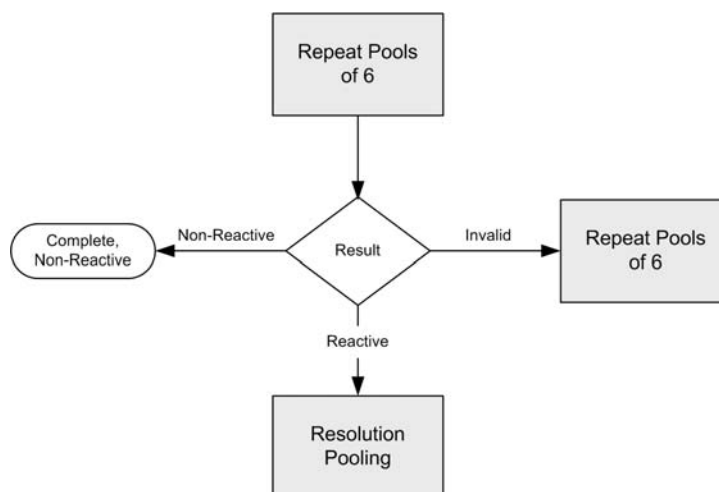 Repeat Pools
of 6
Non-Reactive
Invalid
Complete,
Non-Reactive
Result
Repeat Pools
of 6
Reactive
Resolution
Pooling